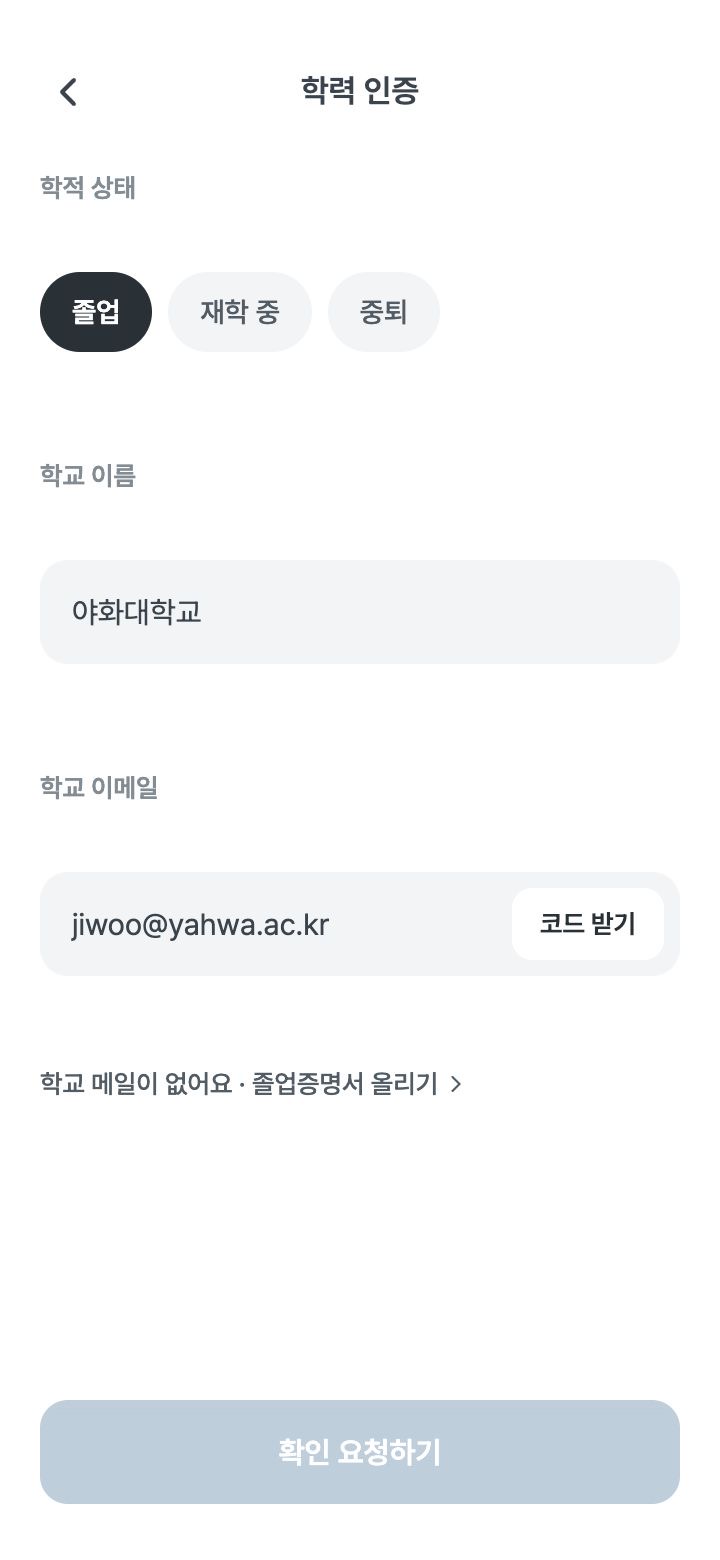 학력 인증
학적 상태
졸업
재학 중
중퇴
학교 이름
야화대학교
학교 이메일
jiwoo@yahwa.ac.kr
코드 받기
학교 메일이 없어요 · 졸업증명서 올리기
확인 요청하기